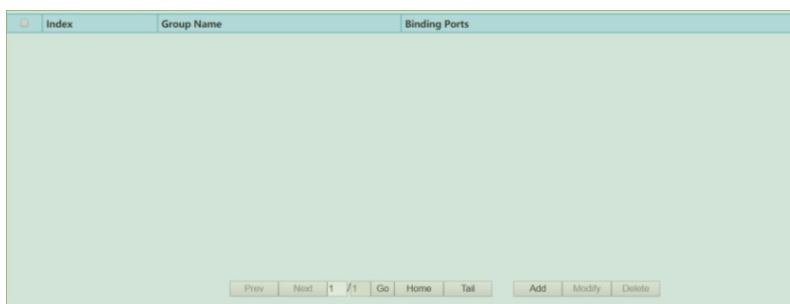 Index Group Name Binding Ports
Prev Next 1 /1 Go Home Tail Add Modify Delete